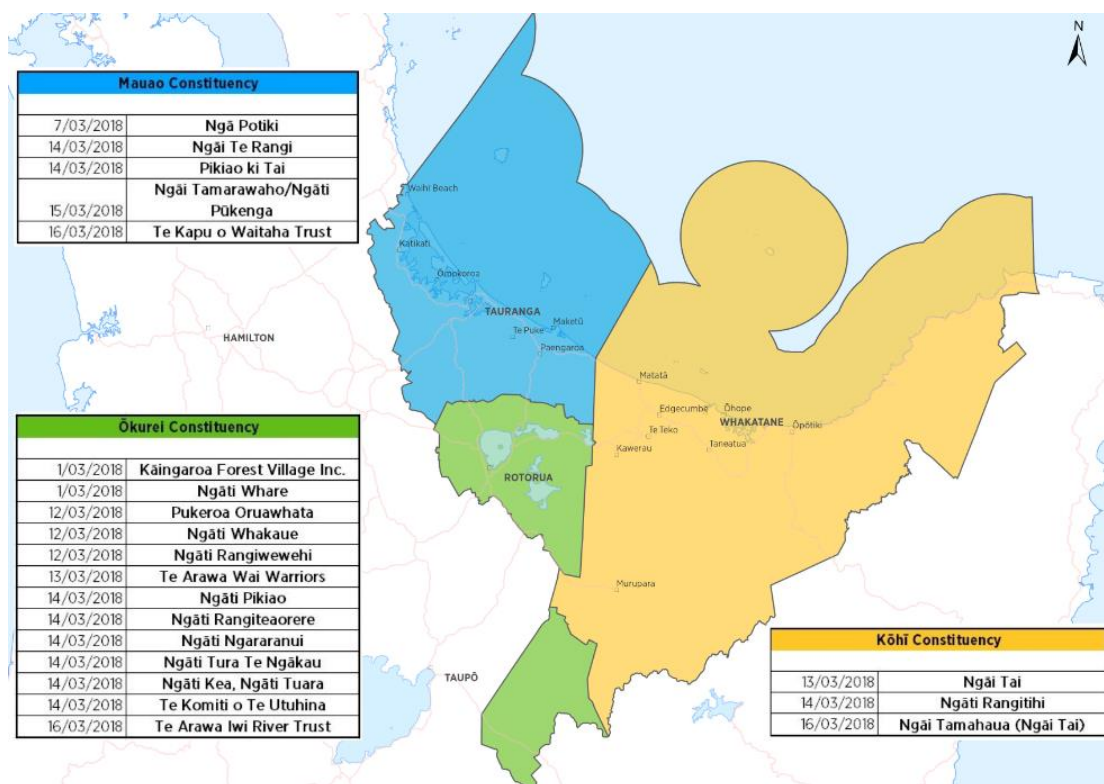 N
Mauao Constituency
7/03/2018 Ngā Potiki
14/03/2018 Ngāi Te Rangi
14/03/2018 Pikiao ki Tai
15/03/2018 Ngāi Tamarawaho/Ngāti
Pūkenga
16/03/2018 Te Kapu o Waitaha Trust
Waihi Beach
Katikati
Ōmokoroa
TAURANGA
Te Puke
Maketū
Paengaroa
HAMILTON
Matatā
Edgecumbe
Ōhope
WHAKATANE
Te Teko
Ōpōtiki
Kawerau
Taneatua
ROTORUA
Murupara
TAUPŌ
Ōkurei Constituency
1/03/2018 Kāingaroa Forest Village Inc.
1/03/2018 Ngāti Whare
12/03/2018 Pukeroa Oruawhata
12/03/2018 Ngāti Whakaue
12/03/2018 Ngāti Rangiwewehi
13/03/2018 Te Arawa Wai Warriors
14/03/2018 Ngāti Pikiao
14/03/2018 Ngāti Rangiteaorere
14/03/2018 Ngāti Ngararanui
14/03/2018 Ngāti Tura Te Ngākau
14/03/2018 Ngāti Kea, Ngāti Tuara
14/03/2018 Te Komiti o Te Utuhina
16/03/2018 Te Arawa Iwi River Trust
Kōhī Constituency
13/03/2018 Ngāi Tai
14/03/2018 Ngāti Rangitihi
16/03/2018 Ngāi Tamahaua (Ngāi Tai)